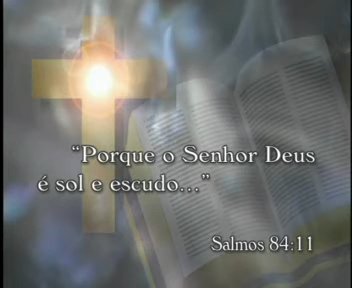 “Porque o Senhor Deus
é sol e escudo...”
Salmos 84:11